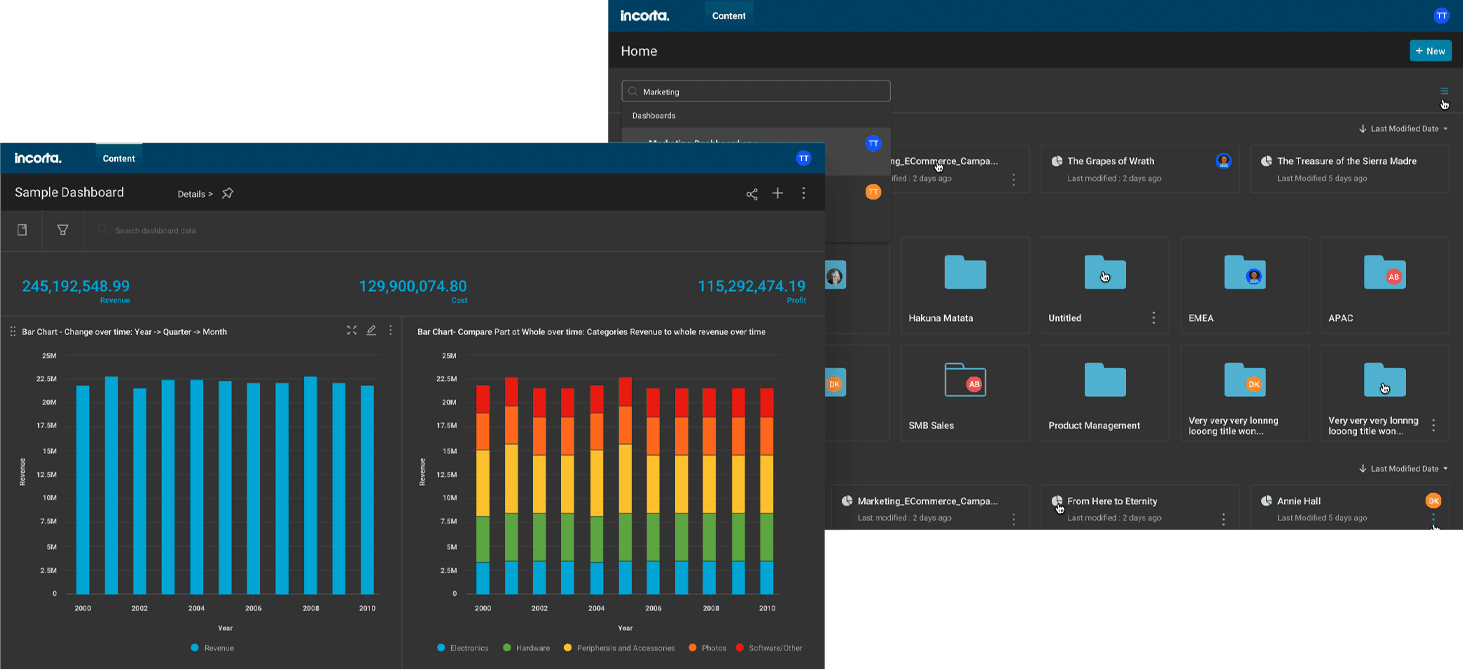 incorta.
Content
TT
Home
+ New
Marketing
Dashboards
TT
TT
Last Modified Date
The Grapes of Wrath
Last modified : 2 days ago
The Treasure of the Sierra Madre
Last Modified 5 days ago
ng_ECommerce_Campa...
ified : 2 days ago
Hakuna Matata
Untitled
EMEA
AB
APAC
DK
AB
SMB Sales
Product Management
DK
Very very very lonnng
looong title won...
Very very very lonnng
looong title won...
Last Modified Date
Marketing_ECommerce_Campa...
Last modified : 2 days ago
From Here to Eternity
Last modified : 2 days ago
Annie Hall
Last Modified 5 days ago
DK
incorta.
Content
TT
Sample Dashboard
Details >
Search dashboard data
245,192,548.99
Revenue
129,900,074.80
Cost
115,292,474.19
Profit
Bar Chart - Change over time: Year -> Quarter -> Month
25M
22.5M
20M
17.5M
15M
12.5M
10M
7.5M
5M
2.5M
0
Revenue
2000
2002
2004
2006
2008
2010
Year
Revenue
Bar Chart- Compare Part ot Whole over time: Categories Revenue to whole revenue over time
25M
22.5M
20M
17.5M
15M
12.5M
10M
7.5M
5M
2.5M
0
Revenue
2000
2002
2004
2006
2008
2010
Year
Electronics
Hardware
Peripherals and Accessories
Photos
Software/Other